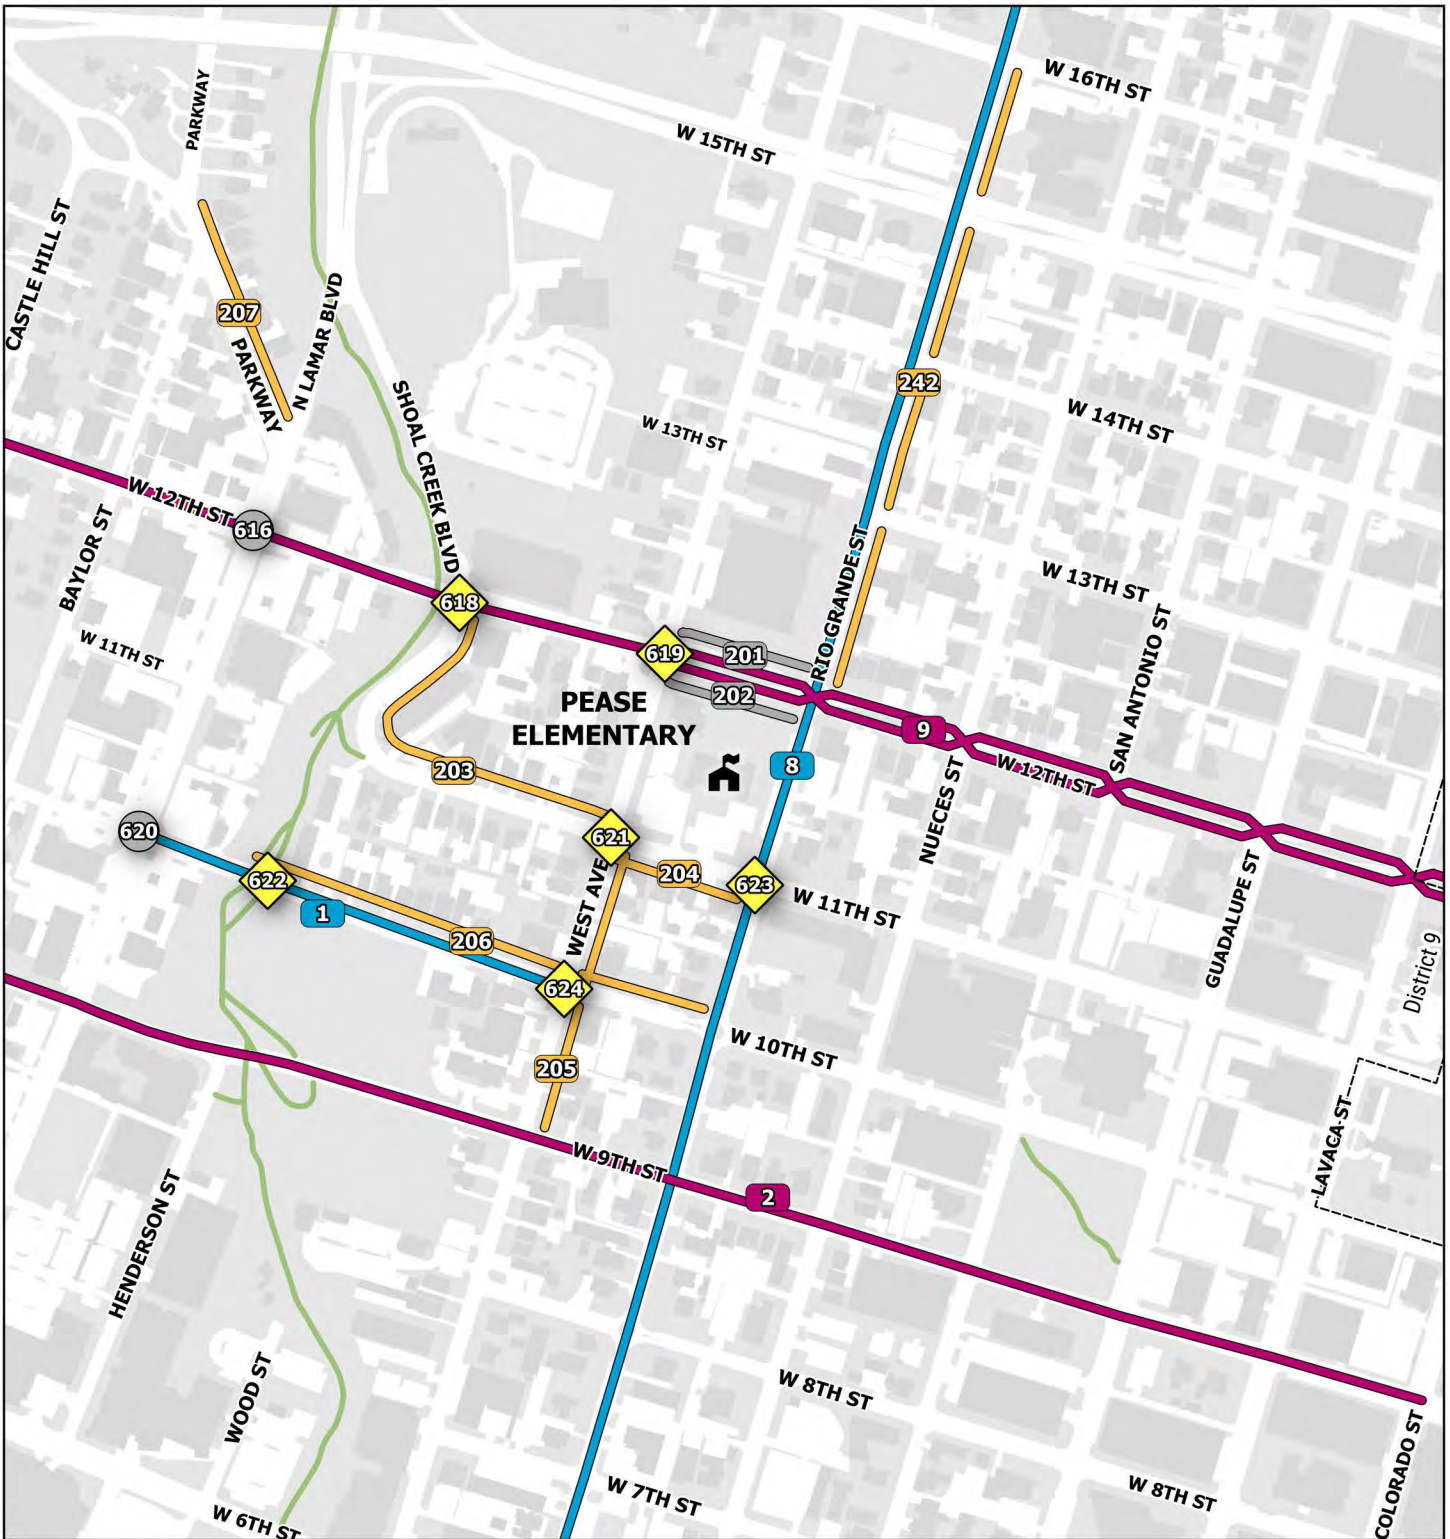 W 16TH ST
PARKWAY
W 15TH ST
CASTLE HILL ST
207
N LAMAR BLVD
PARKWAY
242
SHOAL CREEK BLVD
W 13TH ST
W 14TH ST
W 12TH ST
616
BAYLOR ST
RIO GRANDE ST
W 13TH ST
618
W 11TH ST
619
201
202
SAN ANTONIO ST
PEASE
ELEMENTARY
9
8
W 12TH ST
203
NUECES ST
620
621
622
204
623
W 11TH ST
1
WEST AVE
206
GUADALUPE ST
District 9
624
W 10TH ST
205
LAVACA ST
W 9TH ST
2
HENDERSON ST
WOOD ST
W 8TH ST
COLORADO ST
W 7TH ST
W 8TH ST
W 6TH ST